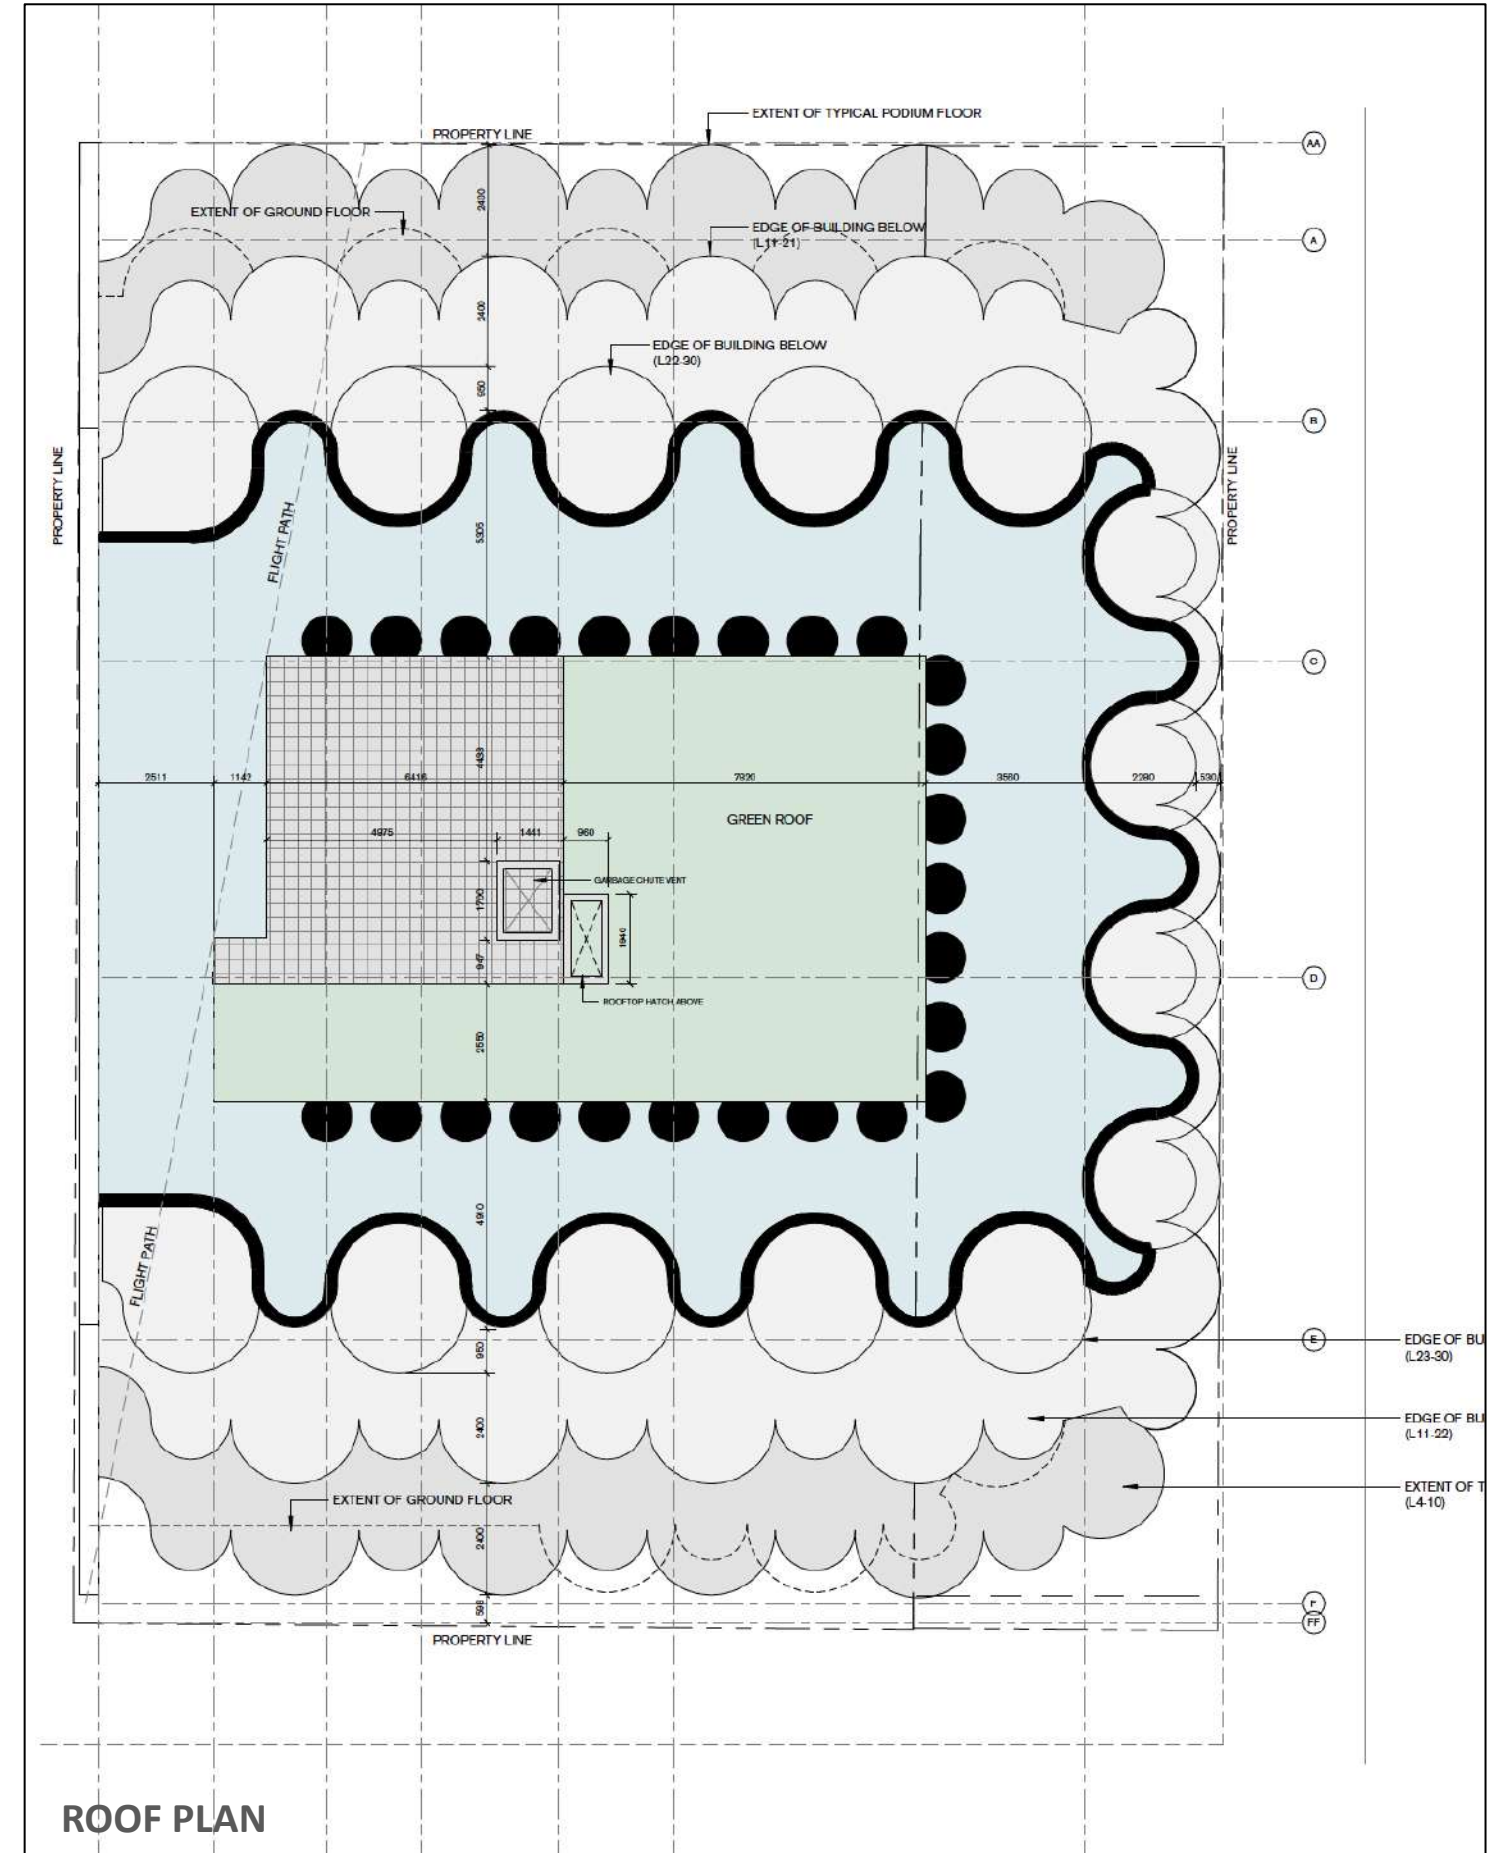 EXTENT OF TYPICAL PODIUM FLOOR
PROPERTY LINE
AA
2400
EXTENT OF GROUND FLOOR
EDGE OF BUILDING BELOW
(L11-21)
A
2400
EDGE OF BUILDING BELOW
(L22-30)
950
B
PROPERTY LINE
PROPERTY LINE
FLIGHT PATH
5305
C
4433
2511
1142
6416
7920
3560
2280
530
4975
1441
960
GREEN ROOF
GARBAGE CHUTE VENT
1700
1940
947
D
ROOFTOP HATCH ABOVE
2550
4910
FLIGHT PATH
950
E
EDGE OF BU
(L23-30)
2400
EDGE OF BU
(L11-22)
EXTENT OF GROUND FLOOR
EXTENT OF T
(L4-10)
2400
598
F
FF
PROPERTY LINE
ROOF PLAN